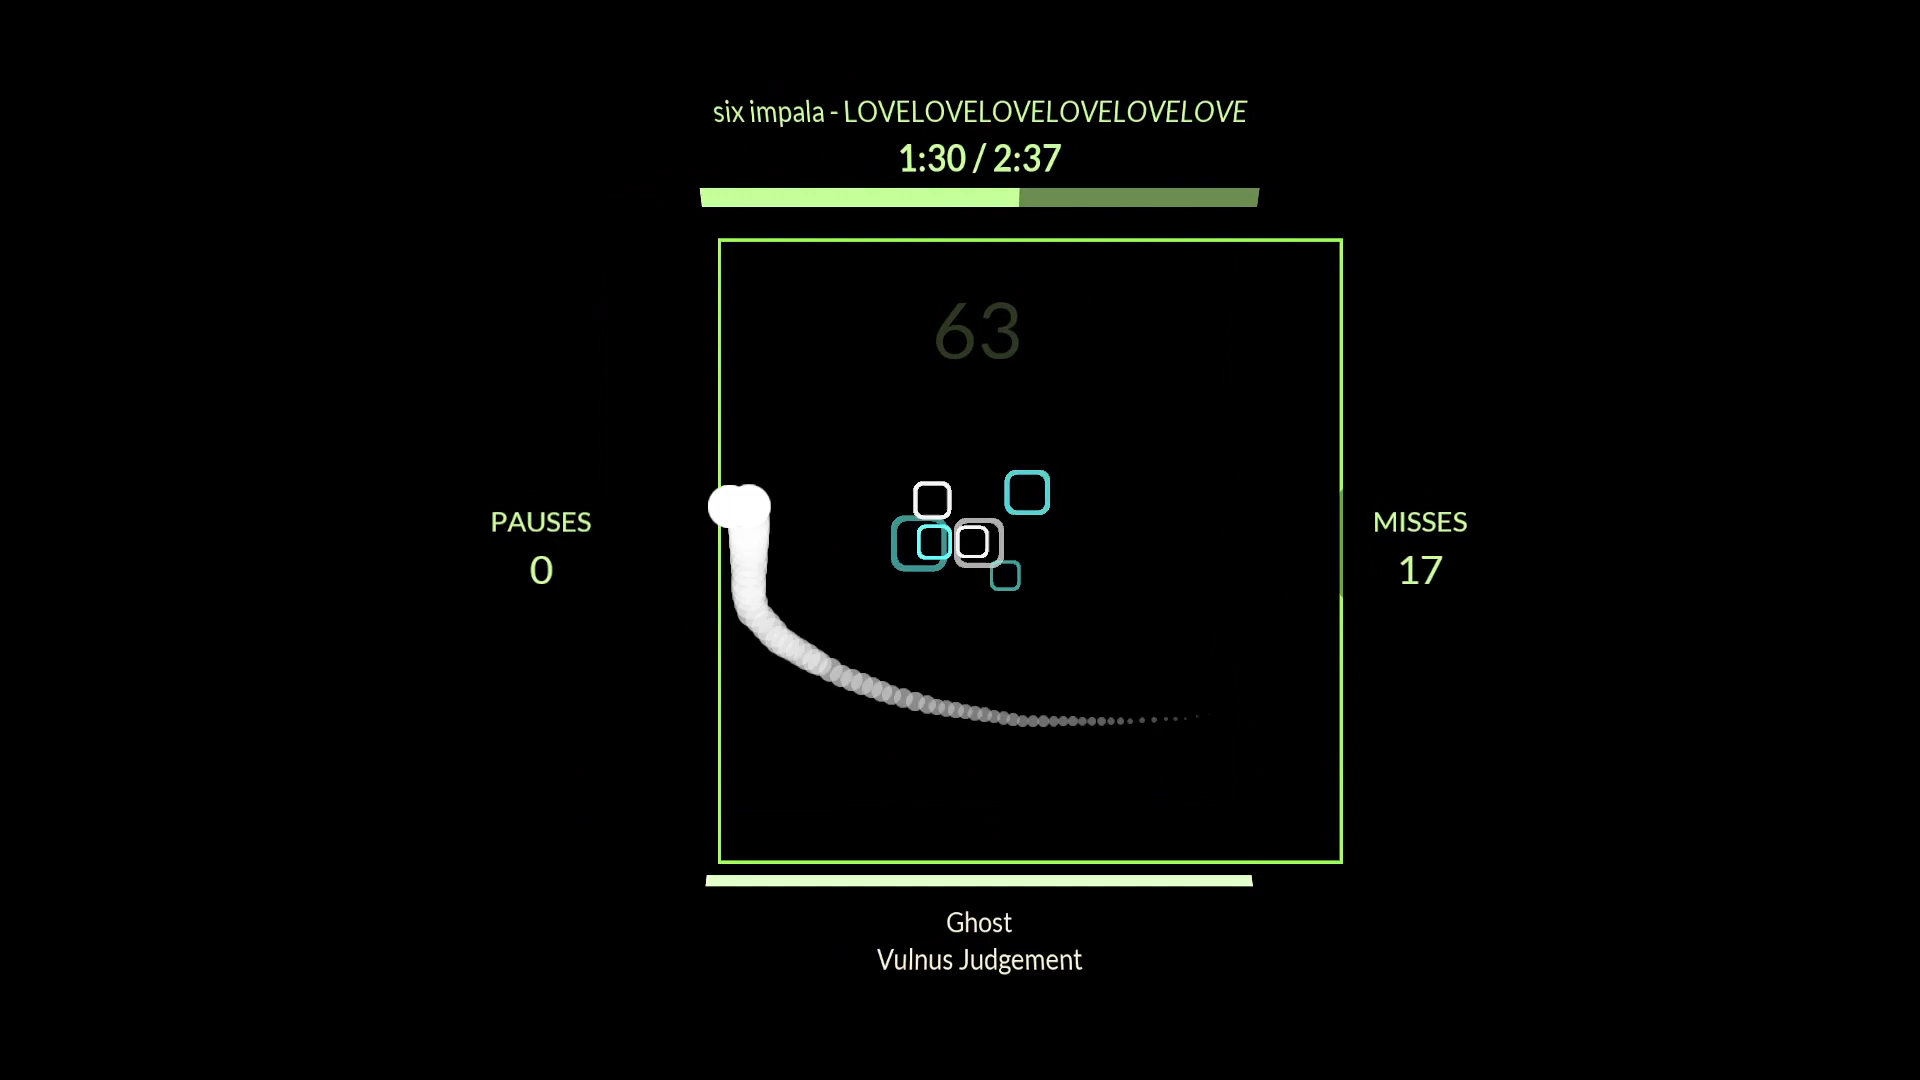 six impala - LOVELOVELOVELOVELOVELOVE
1:30 / 2:37
63
PAUSES
0
MISSES
17
Ghost
Vulnus Judgement